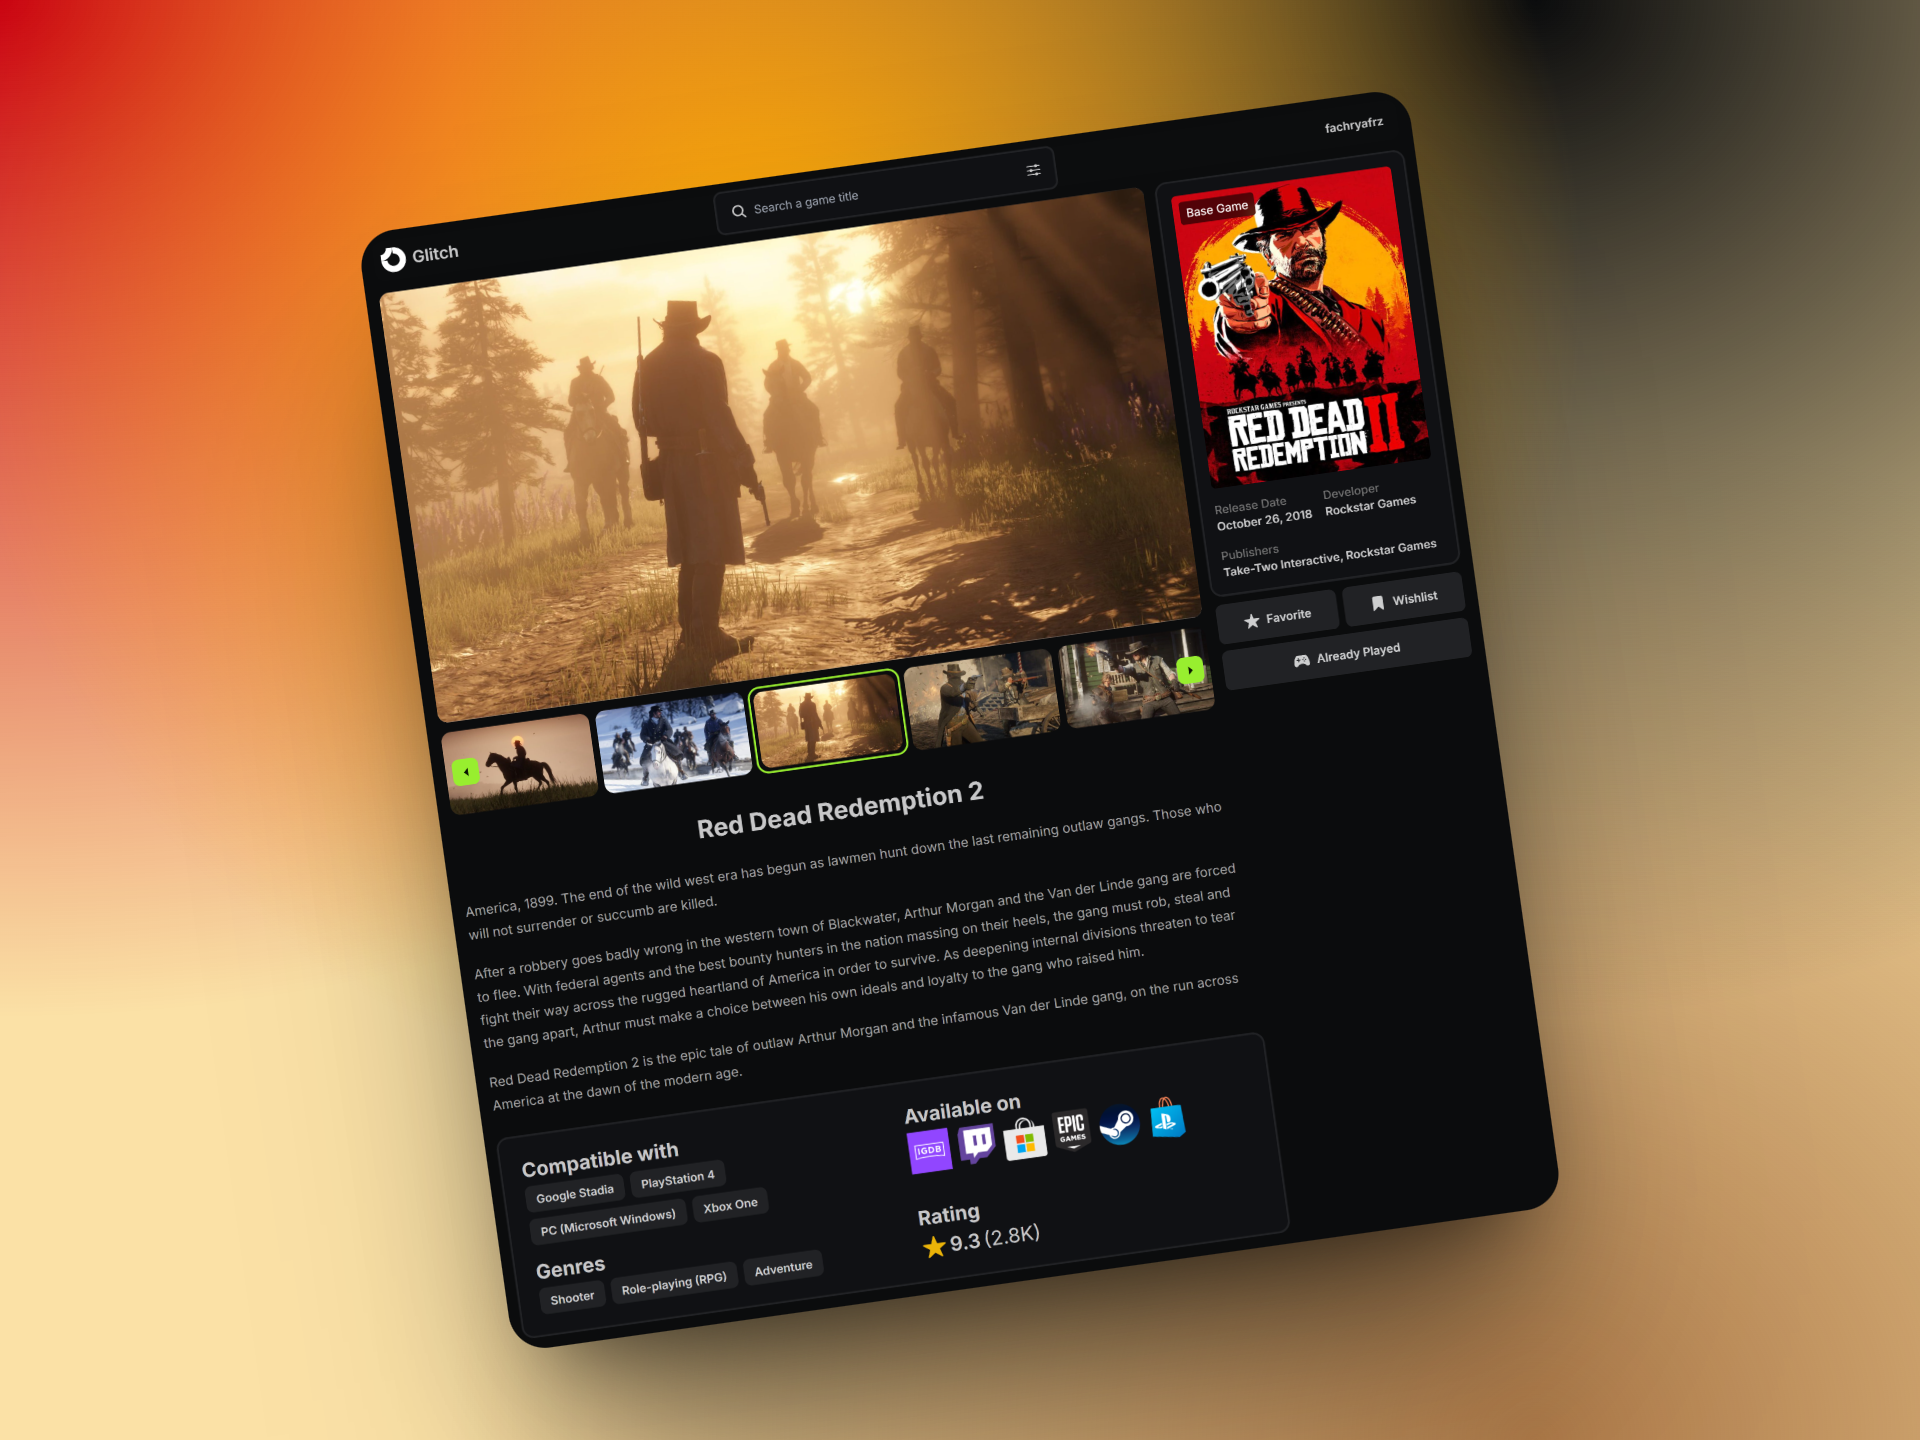 fachryafrz
Search a game title
Glitch
Base Game
ROCKSTAR GAMES PRESENTS
RED DEAD
REDEMPTION II
Release Date
October 26, 2018
Developer
Rockstar Games
Publishers
Take-Two Interactive, Rockstar Games
Favorite
Wishlist
Already Played
Red Dead Redemption 2
America, 1899. The end of the wild west era has begun as lawmen hunt down the last remaining outlaw gangs. Those who
will not surrender or succumb are killed.
After a robbery goes badly wrong in the western town of Blackwater, Arthur Morgan and the Van der Linde gang are forced
to flee. With federal agents and the best bounty hunters in the nation massing on their heels, the gang must rob, steal and
fight their way across the rugged heartland of America in order to survive. As deepening internal divisions threaten to tear
the gang apart, Arthur must make a choice between his own ideals and loyalty to the gang who raised him.
Red Dead Redemption 2 is the epic tale of outlaw Arthur Morgan and the infamous Van der Linde gang, on the run across
America at the dawn of the modern age.
Compatible with
Google Stadia
PlayStation 4
PC (Microsoft Windows)
Xbox One
Genres
Shooter
Role-playing (RPG)
Adventure
Available on
IGDB
EPIC
GAMES
Rating
9.3 (2.8K)